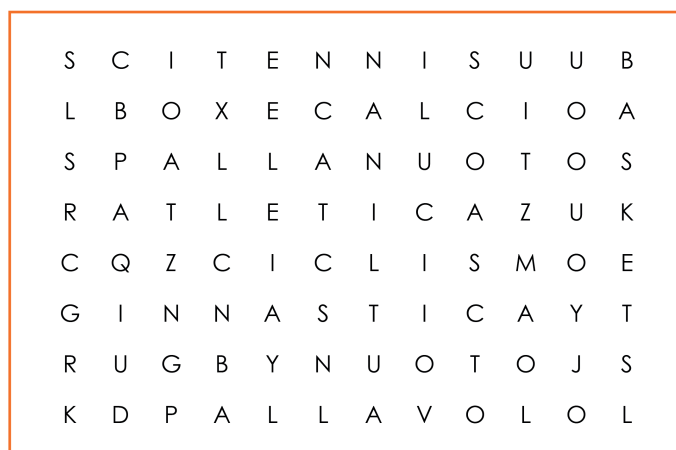 S C I T E N N I S U U B
L B O X E C A L C I O A
S P A L L A N U O T O S
R A T L E T I C A Z U K
C Q Z C I C L I S M O E
G I N N A S T I C A Y T
R U G B Y N U O T O J S
K D P A L L A V O L O L